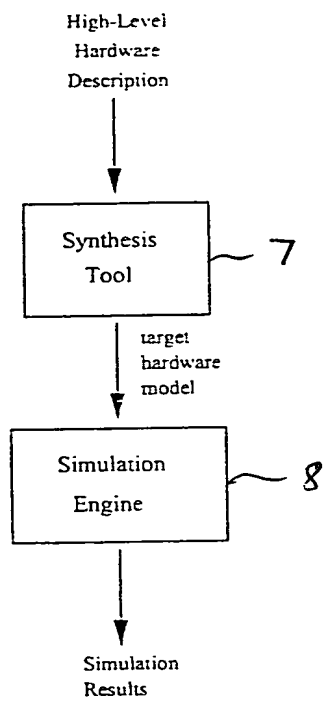 High-Level
Hardware
Description
Synthesis
Tool
7
target
hardware
model
Simulation
Engine
8
Simulation
Results